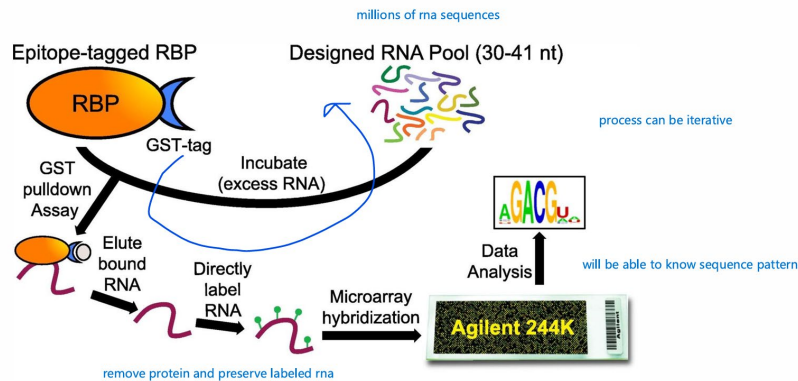 millions of rna sequences
Epitope-tagged RBP
Designed RNA Pool (30-41 nt)
RBP
GST-tag
process can be iterative
Incubate
(excess RNA)
GST
pulldown
Assay
AGACGU
Elute
bound
RNA
Directly
label
RNA
Microarray
hybridization
Data
Analysis
will be able to know sequence pattern
Agilent 244K
Agilent
remove protein and preserve labeled rna